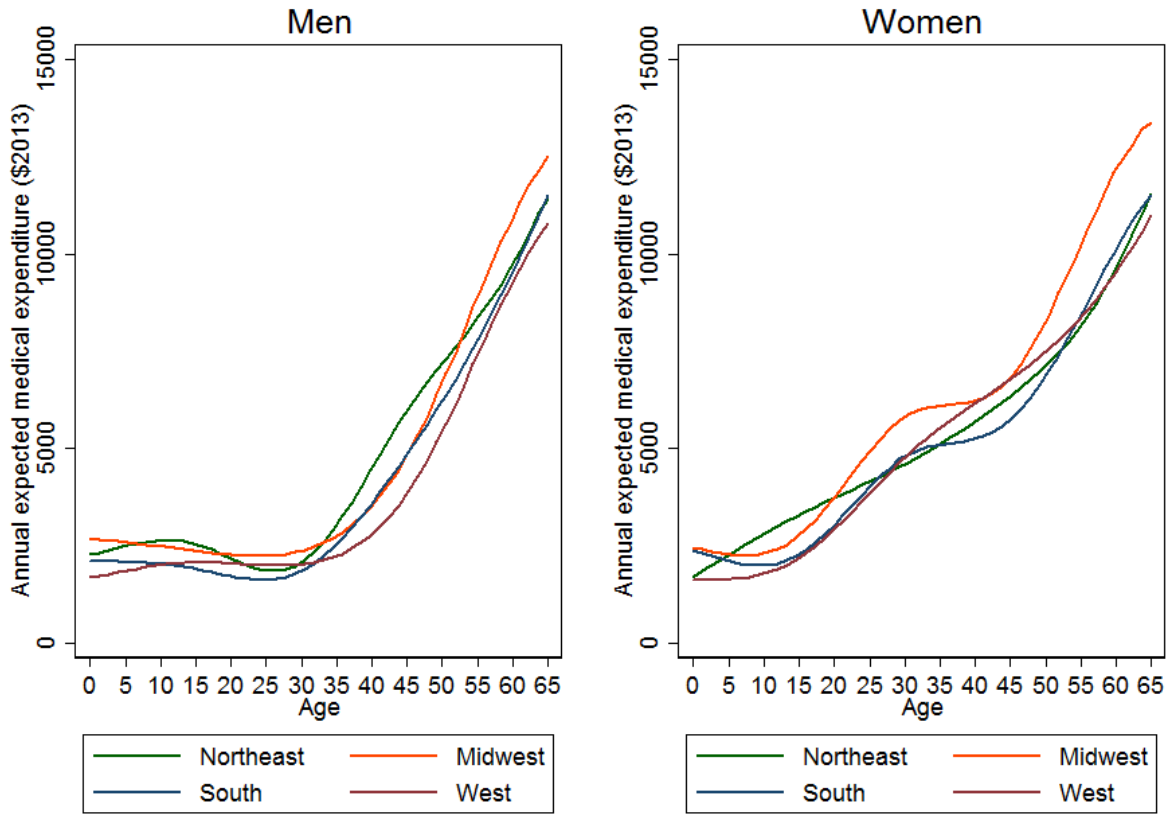 Men
Annual expected medical expenditure ($2013)
15000
10000
5000
0
0 5 10 15 20 25 30 35 40 45 50 55 60 65
Age
Northeast Midwest
South West
Women
Annual expected medical expenditure ($2013)
15000
10000
5000
0
0 5 10 15 20 25 30 35 40 45 50 55 60 65
Age
Northeast Midwest
South West